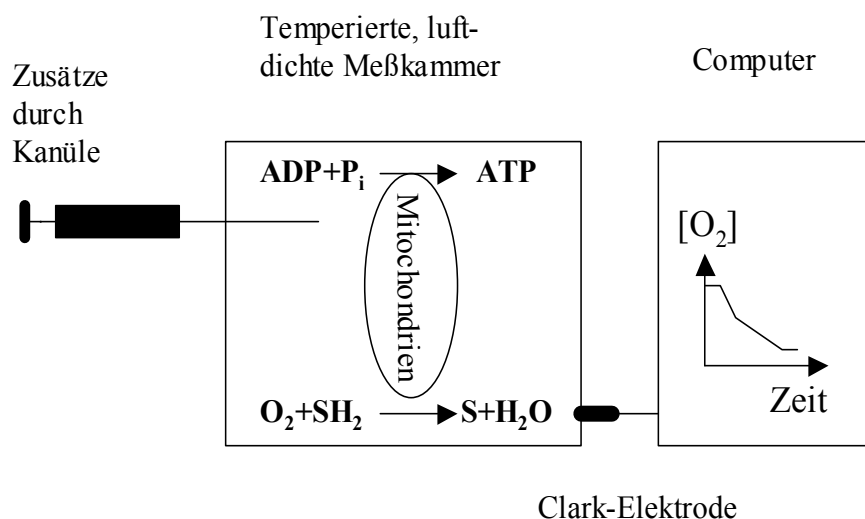 Zusätze
durch
Kanüle
Temperierte, luft-
dichte Meßkammer
Computer
ADP+Pᵢ ATP
Mitochondrien
O₂+SH₂ S+H₂O
[O₂]
Zeit
Clark-Elektrode